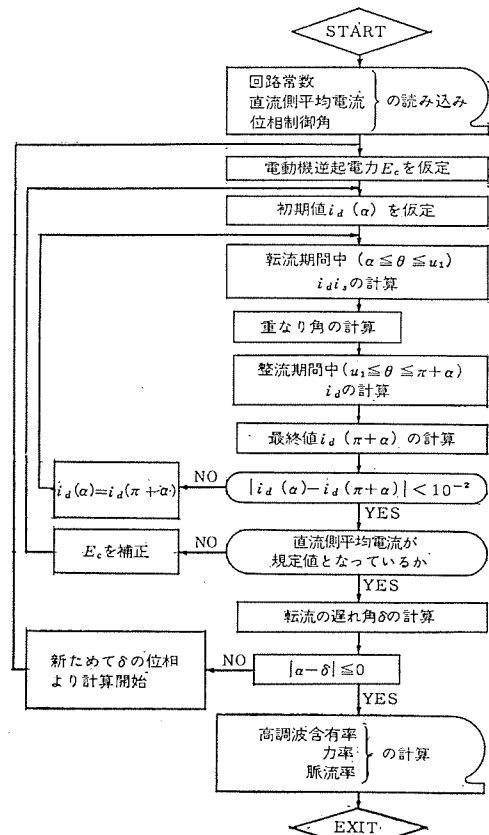 START
回路常数
直流側平均電流
位相制御角
の読み込み
電動機逆起電力Ecを仮定
初期値id(α)を仮定
転流期間中(α≦θ≦u1)
idisの計算
重なり角の計算
整流期間中(u1≦θ≦π+α)
idの計算
最終値id(π+α)の計算
id(α)=id(π+α)
NO
|id(α)-id(π+α)|<10⁻²
YES
Ecを補正
NO
直流側平均電流が
規定値となっているか
YES
転流の遅れ角δの計算
新ためてδの位相
より計算開始
NO
|α-δ|≦0
YES
高調波含有率
力率
脈流率
の計算
EXIT